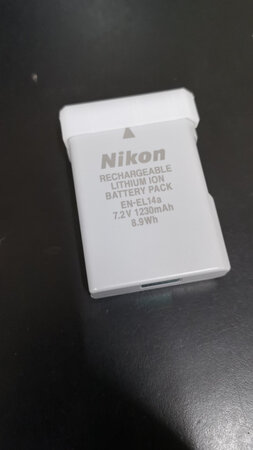 Nikon
RECHARGEABLE
LITHIUM ION
BATTERY PACK
EN-EL14a
7.2V 1230mAh
8.9Wh